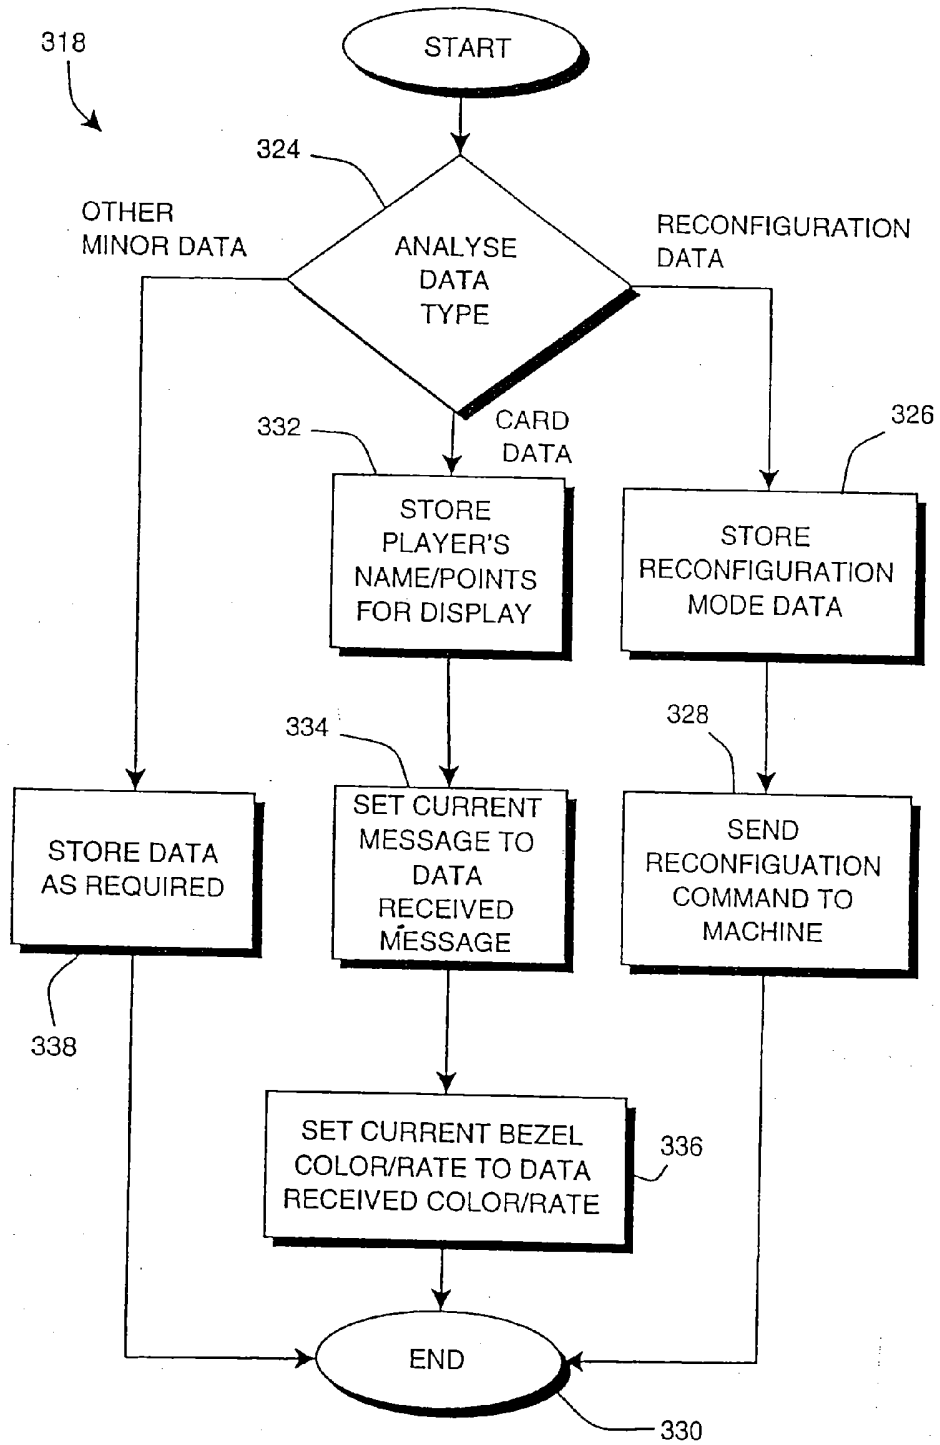 318
START
324
OTHER
MINOR DATA
ANALYSE
DATA
TYPE
RECONFIGURATION
DATA
332
CARD
DATA
326
STORE
PLAYER'S
NAME/POINTS
FOR DISPLAY
STORE
RECONFIGURATION
MODE DATA
334
328
STORE DATA
AS REQUIRED
SET CURRENT
MESSAGE TO
DATA
RECEIVED
MESSAGE
SEND
RECONFIGUATION
COMMAND TO
MACHINE
338
SET CURRENT BEZEL
COLOR/RATE TO DATA
RECEIVED COLOR/RATE
336
END
330